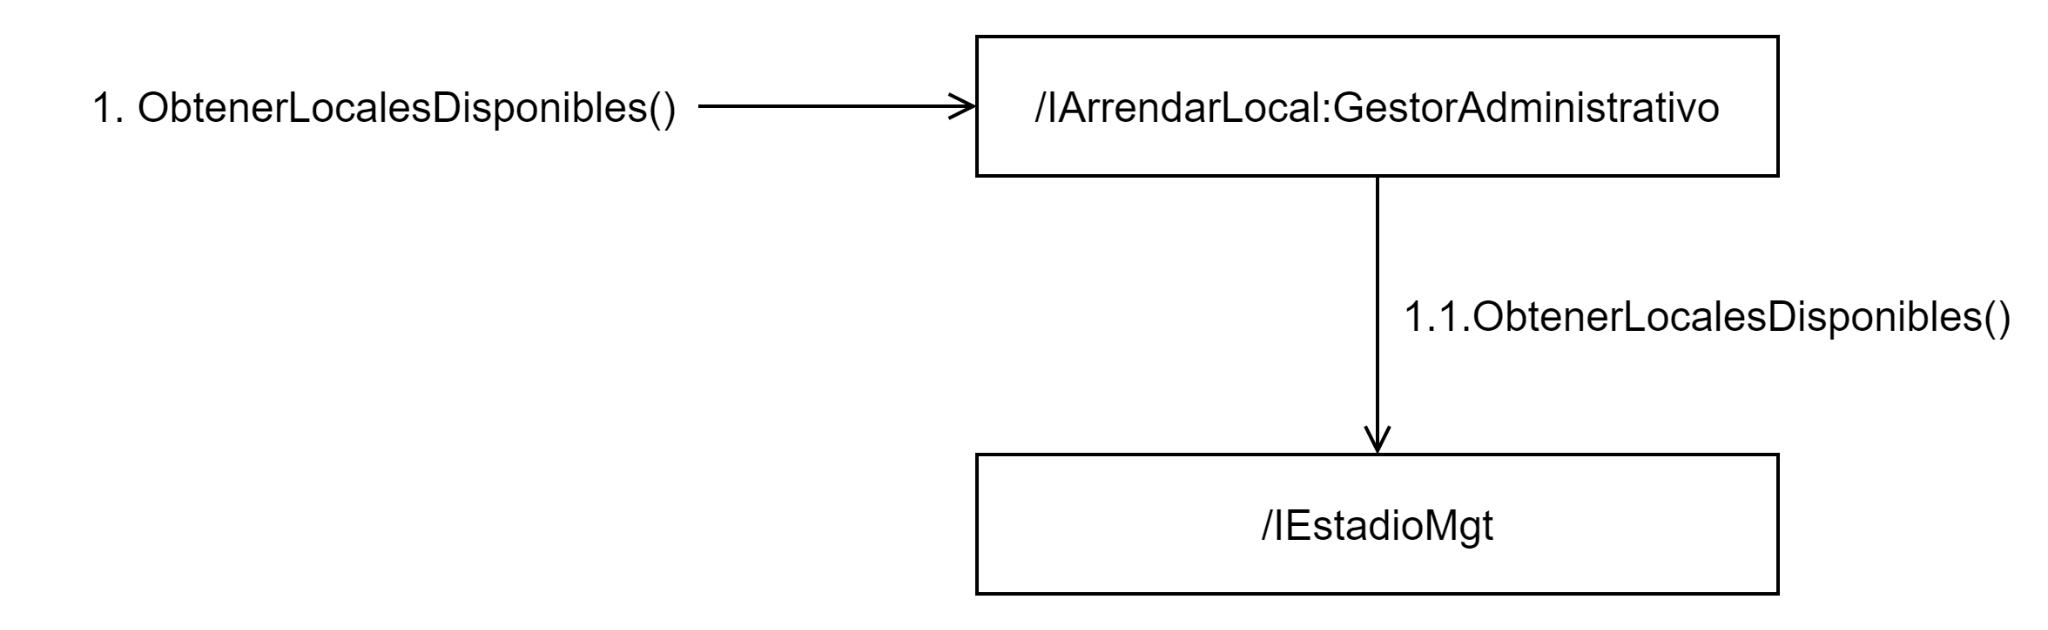 1. ObtenerLocalesDisponibles()
/IArrendarLocal:GestorAdministrativo
1.1.ObtenerLocalesDisponibles()
/IEstadioMgt